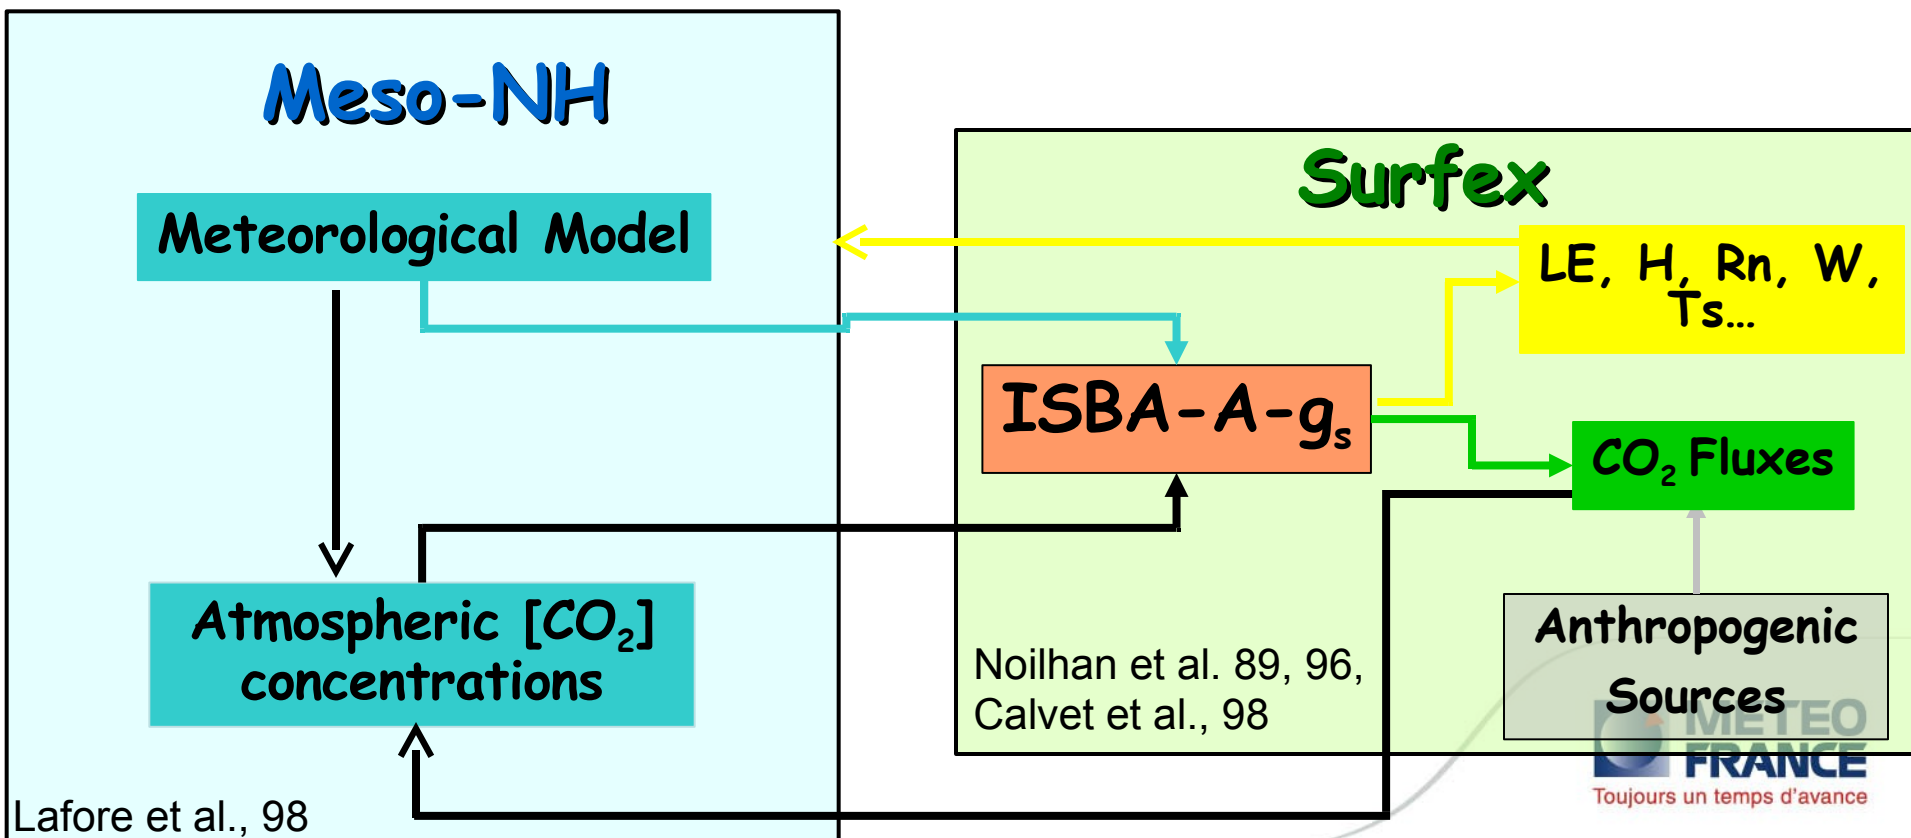 Meso-NH
Meteorological Model
Atmospheric [CO₂]
concentrations
Lafore et al., 98
Surfex
LE, H, Rn, W,
Ts...
ISBA-A-gₛ
CO₂ Fluxes
Anthropogenic
Sources
Noilhan et al. 89, 96,
Calvet et al., 98
METEO
FRANCE
Toujours un temps d'avance